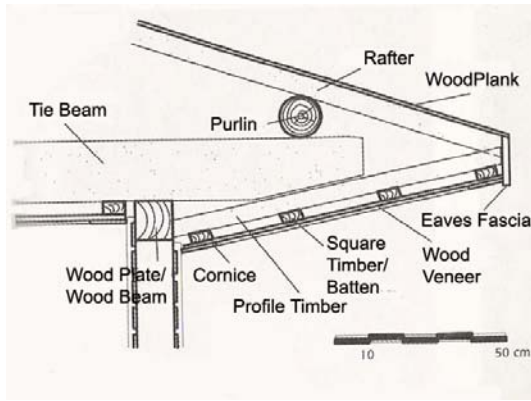 Rafter
WoodPlank
Tie Beam
Purlin
Eaves Fascia
Wood Plate/
Wood Beam
Cornice
Square
Timber/
Batten
Wood
Veneer
Profile Timber
10
50 cm